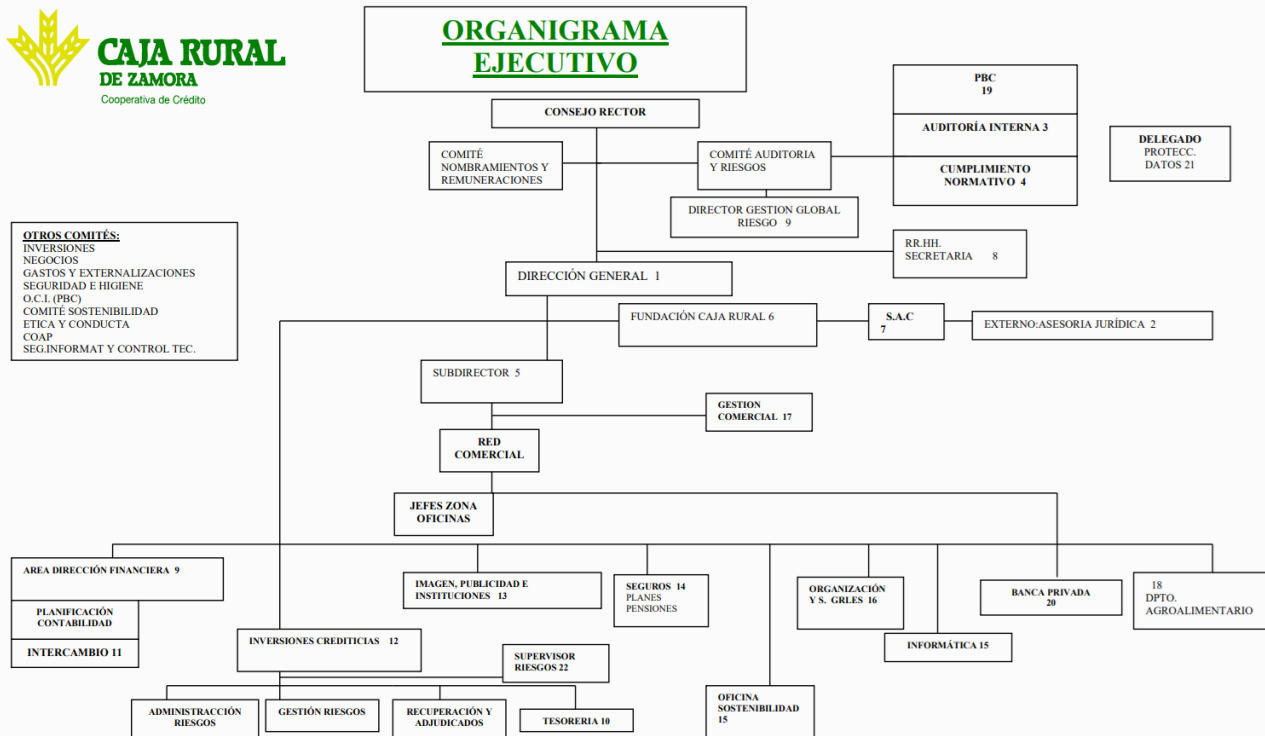 CAJA RURAL
DE ZAMORA
Cooperativa de Crédito
ORGANIGRAMA
EJECUTIVO
CONSEJO RECTOR
PBC
19
AUDITORÍA INTERNA 3
CUMPLIMIENTO
NORMATIVO 4
DELEGADO
PROTECC.
DATOS 21
COMITÉ
NOMBRAMIENTOS Y
REMUNERACIONES
COMITÉ AUDITORIA
Y RIESGOS
DIRECTOR GESTION GLOBAL
RIESGO 9
OTROS COMITÉS:
INVERSIONES
NEGOCIOS
GASTOS Y EXTERNALIZACIONES
SEGURIDAD E HIGIENE
O.C.I. (PBC)
COMITÉ SOSTENIBILIDAD
ETICA Y CONDUCTA
COAP
SEG.INFORMAT Y CONTROL TEC.
RR.HH.
SECRETARIA 8
DIRECCIÓN GENERAL 1
FUNDACIÓN CAJA RURAL 6
S.A.C
7
EXTERNO:ASESORIA JURÍDICA 2
SUBDIRECTOR 5
GESTION
COMERCIAL 17
RED
COMERCIAL
JEFES ZONA
OFICINAS
AREA DIRECCIÓN FINANCIERA 9
PLANIFICACIÓN
CONTABILIDAD
INTERCAMBIO 11
IMAGEN, PUBLICIDAD E
INSTITUCIONES 13
SEGUROS 14
PLANES
PENSIONES
ORGANIZACIÓN
Y S. GRLES 16
BANCA PRIVADA
20
18
DPTO.
AGROALIMENTARIO
INVERSIONES CREDITICIAS 12
SUPERVISOR
RIESGOS 22
INFORMÁTICA 15
ADMINISTRACCIÓN
RIESGOS
GESTIÓN RIESGOS
RECUPERACIÓN Y
ADJUDICADOS
TESORERIA 10
OFICINA
SOSTENIBILIDAD
15